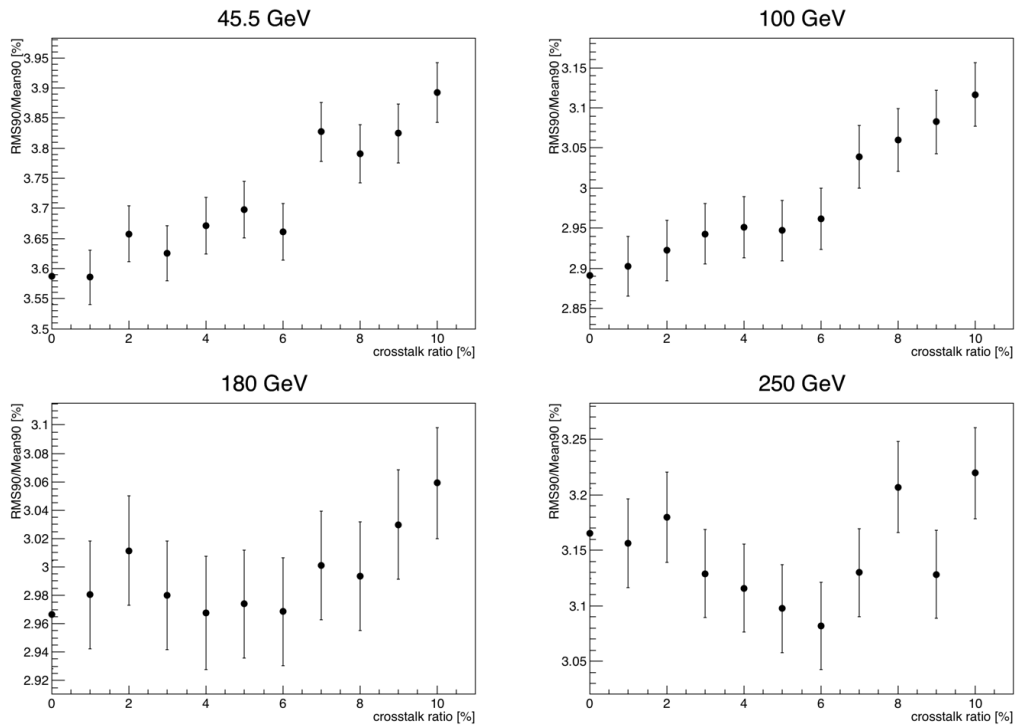 45.5 GeV
RMS90/Mean90 [%]
3.95
3.9
3.85
3.8
3.75
3.7
3.65
3.6
3.55
3.5
0 2 4 6 8 10
crosstalk ratio [%]
100 GeV
RMS90/Mean90 [%]
3.15
3.1
3.05
3
2.95
2.9
2.85
0 2 4 6 8 10
crosstalk ratio [%]
180 GeV
RMS90/Mean90 [%]
3.1
3.08
3.06
3.04
3.02
3
2.98
2.96
2.94
2.92
0 2 4 6 8 10
crosstalk ratio [%]
250 GeV
RMS90/Mean90 [%]
3.25
3.2
3.15
3.1
3.05
0 2 4 6 8 10
crosstalk ratio [%]